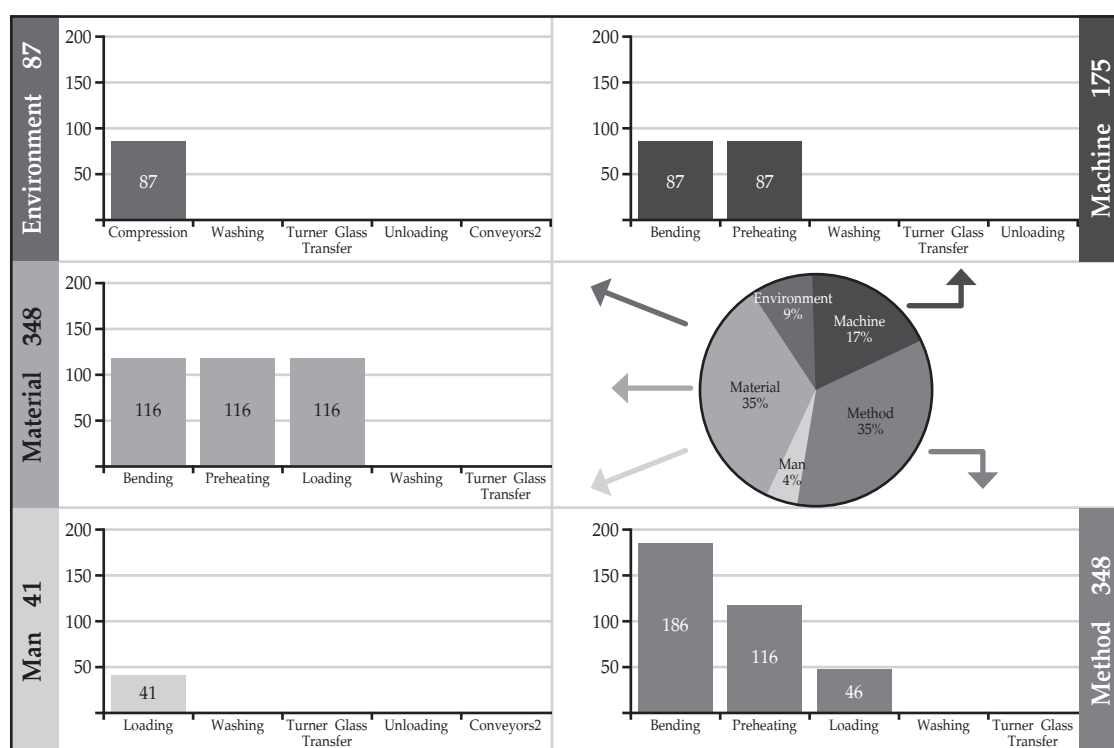 Environment 87
200
150
100
50
87
Compression
Washing
Turner Glass
Transfer
Unloading
Conveyors2
200
150
100
50
87
87
Bending
Preheating
Washing
Turner Glass
Transfer
Unloading
Machine 175
Material 348
200
150
100
50
116
116
116
Bending
Preheating
Loading
Washing
Turner Glass
Transfer
Environment
9%
Machine
17%
Material
35%
Method
35%
Man
4%
Man 41
200
150
100
50
41
Loading
Washing
Turner Glass
Transfer
Unloading
Conveyors2
200
150
100
50
186
116
46
Bending
Preheating
Loading
Washing
Turner Glass
Transfer
Method 348